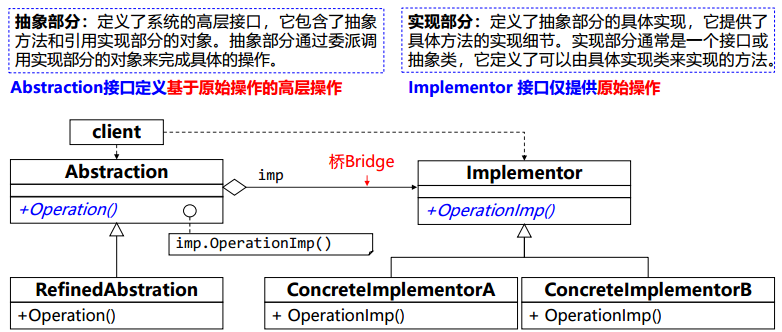 抽象部分：定义了系统的高层接口，它包含了抽象
方法和引用实现部分的对象。抽象部分通过委派调
用实现部分的对象来完成具体的操作。
Abstraction接口定义基于原始操作的高层操作
实现部分：定义了抽象部分的具体实现，它提供了
具体方法的实现细节。实现部分通常是一个接口或
抽象类，它定义了可以由具体实现类来实现的方法。
Implementor 接口仅提供原始操作
client
Abstraction
+Operation()
imp
桥Bridge
Implementor
+OperationImp()
imp.OperationImp()
RefinedAbstration
+Operation()
ConcreteImplementorA
+ OperationImp()
ConcreteImplementorB
+ OperationImp()